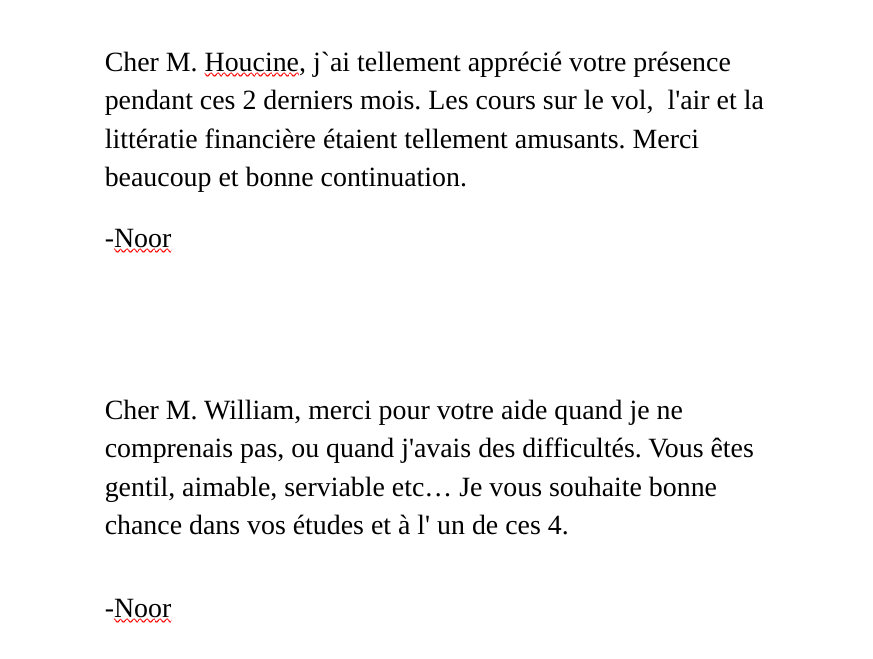 Cher M. Houcine, j`ai tellement apprécié votre présence
pendant ces 2 derniers mois. Les cours sur le vol,  l'air et la
littératie financière étaient tellement amusants. Merci
beaucoup et bonne continuation.
-Noor
Cher M. William, merci pour votre aide quand je ne
comprenais pas, ou quand j'avais des difficultés. Vous êtes
gentil, aimable, serviable etc… Je vous souhaite bonne
chance dans vos études et à l' un de ces 4.
-Noor